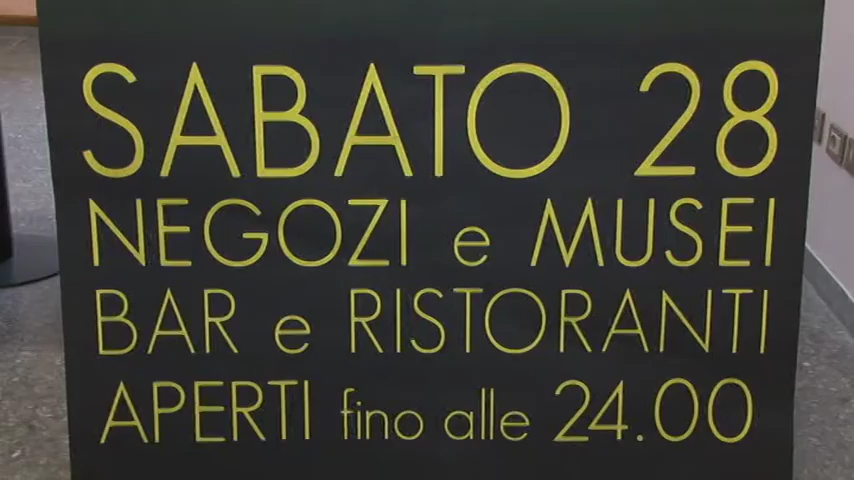 SABATO 28
NEGOZI e MUSEI
BAR e RISTORANTI
APERTI fino alle 24.00